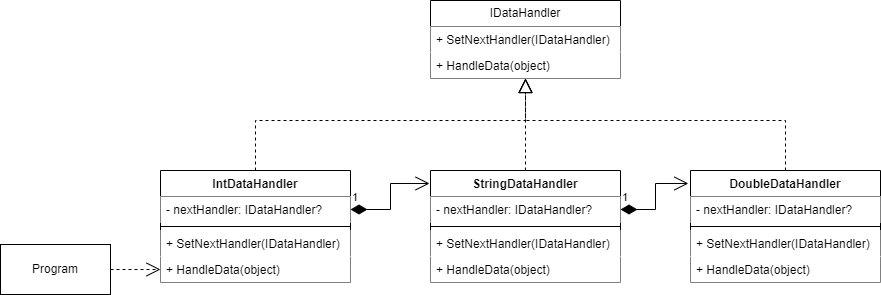 IDataHandler
+ SetNextHandler(IDataHandler)
+ HandleData(object)
IntDataHandler
- nextHandler: IDataHandler?
+ SetNextHandler(IDataHandler)
+ HandleData(object)
1
StringDataHandler
- nextHandler: IDataHandler?
+ SetNextHandler(IDataHandler)
+ HandleData(object)
1
DoubleDataHandler
- nextHandler: IDataHandler?
+ SetNextHandler(IDataHandler)
+ HandleData(object)
Program